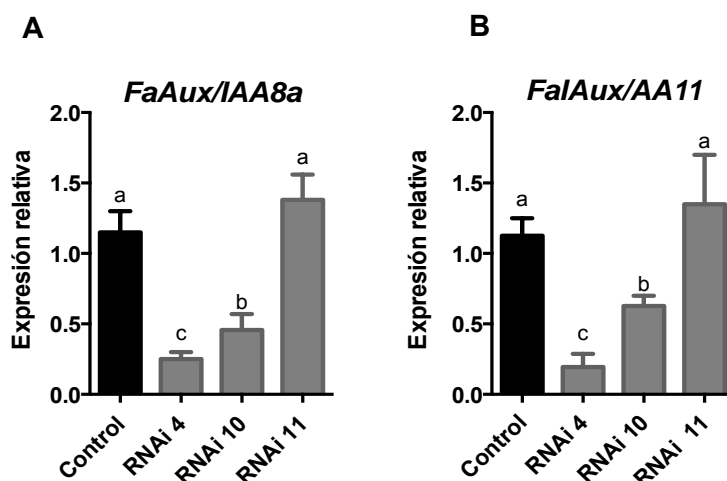 A
FaAux/IAA8a
Expresión relativa
2.0
1.5
1.0
0.5
0.0
a
c
b
a
Control
RNAi 4
RNAi 10
RNAi 11
B
FaIAux/AA11
Expresión relativa
2.0
1.5
1.0
0.5
0.0
a
c
b
a
Control
RNAi 4
RNAi 10
RNAi 11